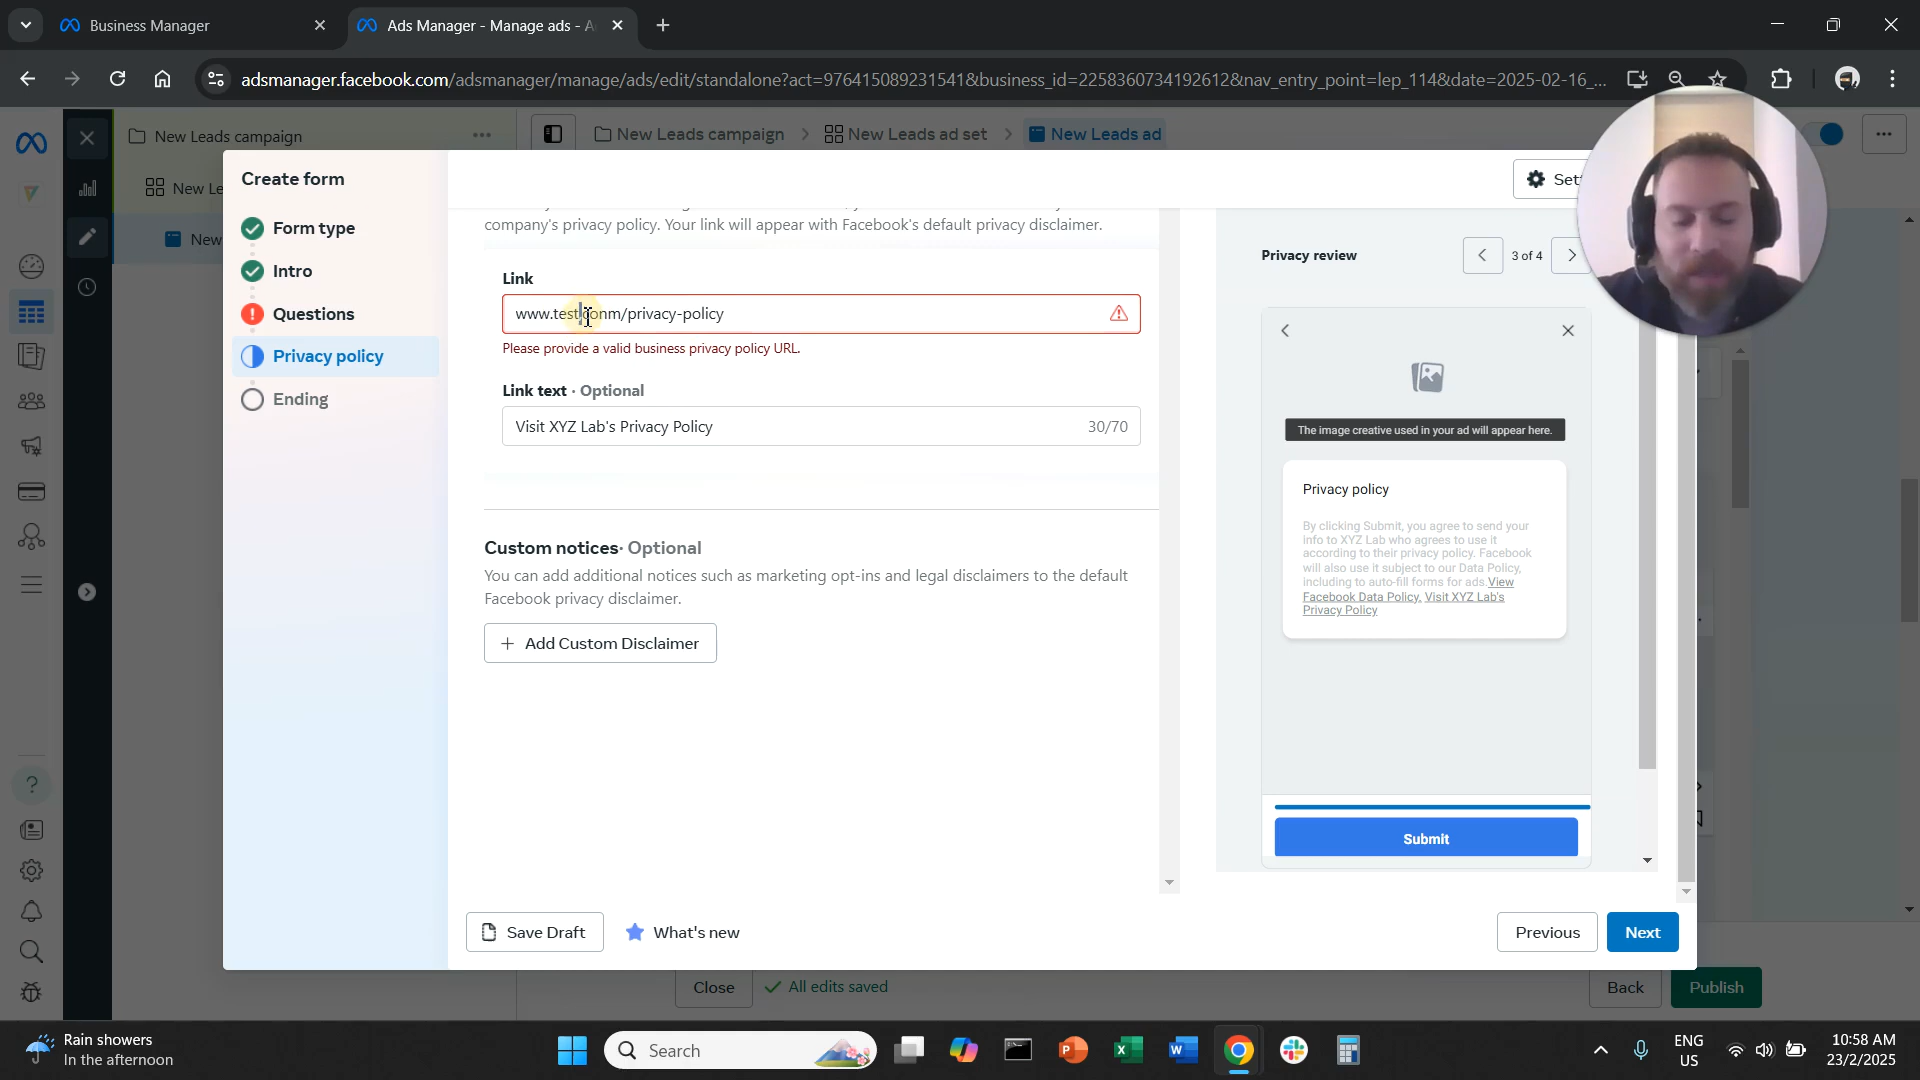 Business Manager
Ads Manager - Manage ads - A
adsmanager.facebook.com/adsmanager/manage/ads/edit/standalone?act=976415089231541&business_id=2258360734192612&nav_entry_point=lep_114&date=2025-02-16_...
New Leads campaign
New Leads campaign
New Leads ad set
New Leads ad
New Le
New
Create form
Form type
Intro
Questions
Privacy policy
Ending
Set
company's privacy policy. Your link will appear with Facebook's default privacy disclaimer.
Link
www.test.conm/privacy-policy
Please provide a valid business privacy policy URL.
Link text · Optional
Visit XYZ Lab's Privacy Policy
30/70
Custom notices· Optional
You can add additional notices such as marketing opt-ins and legal disclaimers to the default
Facebook privacy disclaimer.
Add Custom Disclaimer
Privacy review
3 of 4
The image creative used in your ad will appear here.
Privacy policy
By clicking Submit, you agree to send your
info to XYZ Lab who agrees to use it
according to their privacy policy. Facebook
will also use it subject to our Data Policy,
including to auto-fill forms for ads.View
Facebook Data Policy. Visit XYZ Lab's
Privacy Policy
Submit
Save Draft
What's new
Previous
Next
Close
All edits saved
Back
Publish
Rain showers
In the afternoon
Search
ENG
US
10:58 AM
23/2/2025